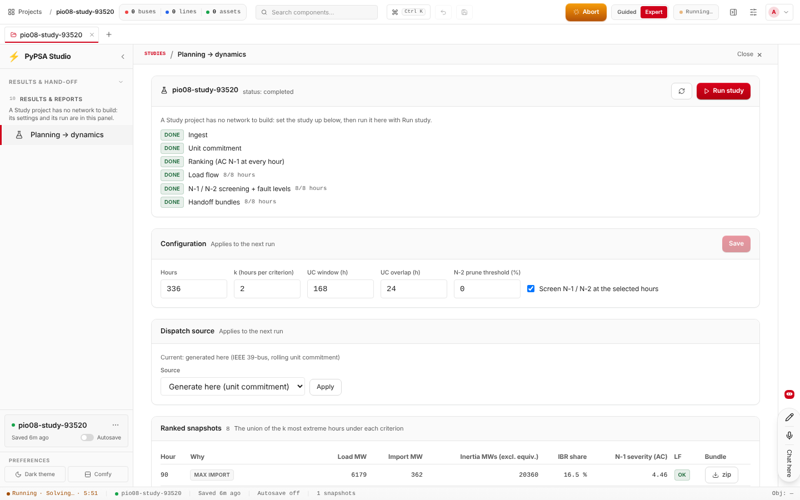 Projects / pio08-study-93520 0 buses 0 lines 0 assets Search components... Ctrl K Abort Guided Expert Running… A
pio08-study-93520 × +
PyPSA Studio
RESULTS & HAND-OFF
10 RESULTS & REPORTS
A Study project has no network to build:
its settings and its run are in this panel.
Planning → dynamics
pio08-study-93520
Saved 6m ago Autosave
PREFERENCES
Dark theme Comfy
STUDIES / Planning → dynamics Close ×
pio08-study-93520 status: completed Run study
A Study project has no network to build: set the study up below, then run it here with Run study.
DONE Ingest
DONE Unit commitment
DONE Ranking (AC N-1 at every hour)
DONE Load flow 8/8 hours
DONE N-1 / N-2 screening + fault levels 8/8 hours
DONE Handoff bundles 8/8 hours
Configuration Applies to the next run Save
Hours k (hours per criterion) UC window (h) UC overlap (h) N-2 prune threshold (%)
336 2 168 24 0 Screen N-1 / N-2 at the selected hours
Dispatch source Applies to the next run
Current: generated here (IEEE 39-bus, rolling unit commitment)
Source
Generate here (unit commitment) Apply
Ranked snapshots 8 The union of the k most extreme hours under each criterion
Hour Why Load MW Import MW Inertia MWs (excl. equiv.) IBR share N-1 severity (AC) LF Bundle
90 MAX IMPORT 6179 362 20360 16.5 % 4.46 OK zip
Chat here
Running · Solving… · 5:51 pio08-study-93520 Saved 6m ago Autosave off 1 snapshots Obj: —